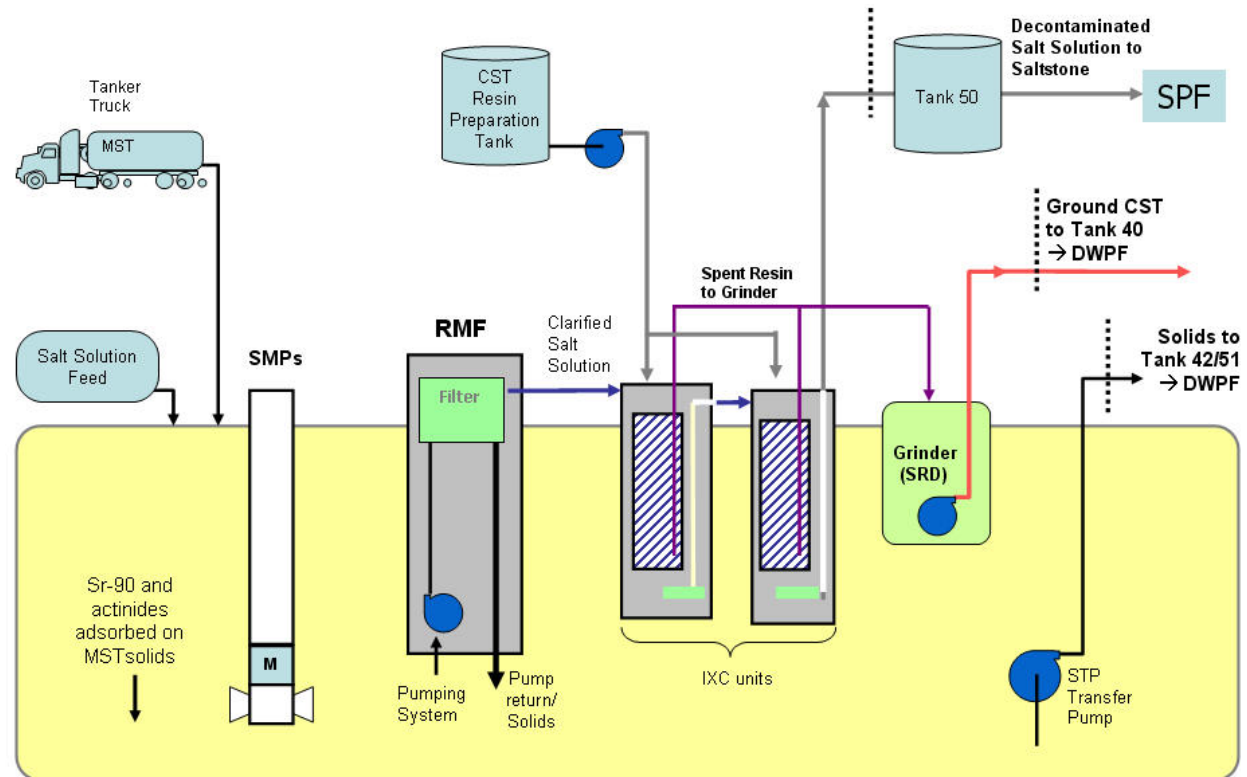 Tanker
Truck
MST
CST
Resin
Preparation
Tank
Decontaminated
Salt Solution to
Saltstone
Tank 50
SPF
Ground CST
to Tank 40
→ DWPF
Spent Resin
to Grinder
Solids to
Tank 42/51
→ DWPF
Salt Solution
Feed
SMPs
RMF
Clarified
Salt
Solution
Filter
Grinder
(SRD)
Sr-90 and
actinides
adsorbed on
MSTsolids
M
Pumping
System
Pump
return/
Solids
IXC units
STP
Transfer
Pump